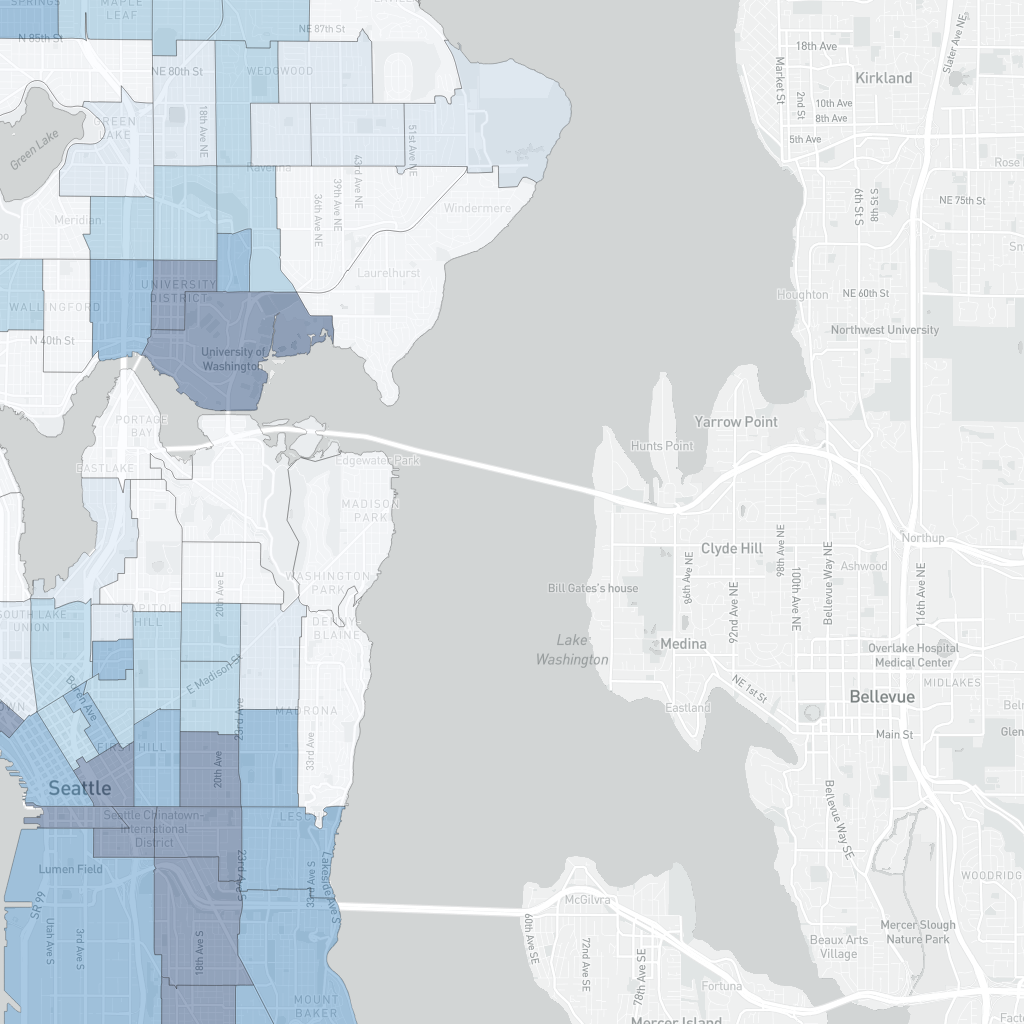 SPRINGS
MAPLE
LEAF
N 85th St
NE 87th St
NE 80th St
WEDGWOOD
18th Ave
Slater Ave NE
Kirkland
Market St
2nd St
10th Ave
8th Ave
5th Ave
GREEN
LAKE
Green Lake
18th Ave NE
51st Ave NE
Ravenna
43rd Ave NE
39th Ave NE
36th Ave NE
Windermere
Meridian
6th St S
8th St S
NE 75th St
Rose
Laurelhurst
UNIVERSITY
DISTRICT
WALLINGFORD
N 40th St
University of
Washington
Houghton
NE 60th St
Northwest University
PORTAGE
BAY
EASTLAKE
Edgewater Park
MADISON
PARK
Hunts Point
Yarrow Point
Clyde Hill
Northup
Ashwood
Bill Gates's house
86th Ave NE
92nd Ave NE
98th Ave NE
100th Ave NE
Bellevue Way NE
116th Ave NE
WASHINGTON
PARK
20th Ave E
CAPITOL
HILL
SOUTH LAKE
UNION
DENNY-
BLAINE
Lake
Washington
Medina
Overlake Hospital
Medical Center
MIDLAKES
E Madison St
Boren Ave
NE 1st St
Bellevue
Eastland
Main St
MADRONA
23rd Ave
33rd Ave
FIRST HILL
20th Ave
Seattle
Seattle Chinatown-
International
District
LES
Lumen Field
23rd Ave S
33rd Ave S
Lakeside Ave S
SR 99
Utah Ave S
3rd Ave S
18th Ave S
MOUNT
BAKER
Bellevue Way SE
WOODRIDG
McGilvra
60th Ave SE
72nd Ave SE
78th Ave SE
Mercer Slough
Nature Park
Beaux Arts
Village
Fortuna
Mercer Island